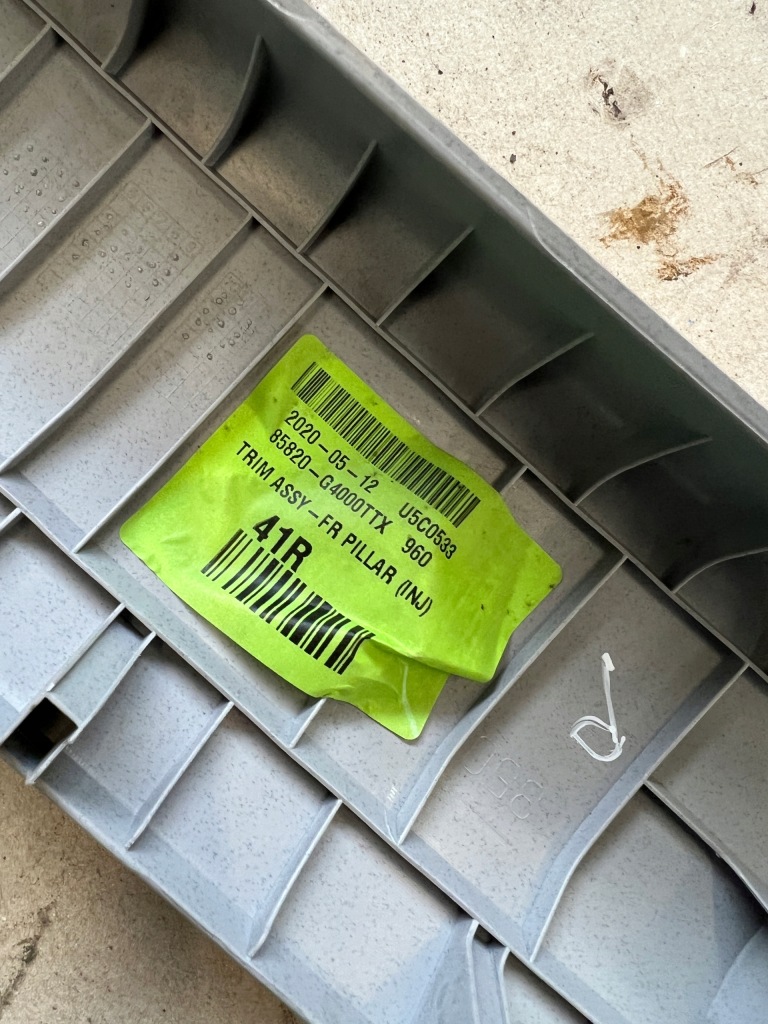 2020-05-12 U5C0533
85820-G4000TTX 960
TRIM ASSY-FR PILLAR (INJ)
41R